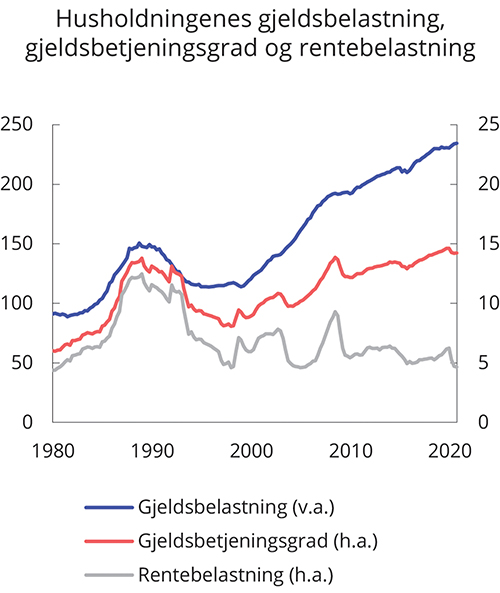 Husholdningenes gjeldsbelastning,
gjeldsbetjeningsgrad og rentebelastning
250 25
200 20
150 15
100 10
50 5
0 0
1980 1990 2000 2010 2020
Gjeldsbelastning (v.a.)
Gjeldsbetjeningsgrad (h.a.)
Rentebelastning (h.a.)